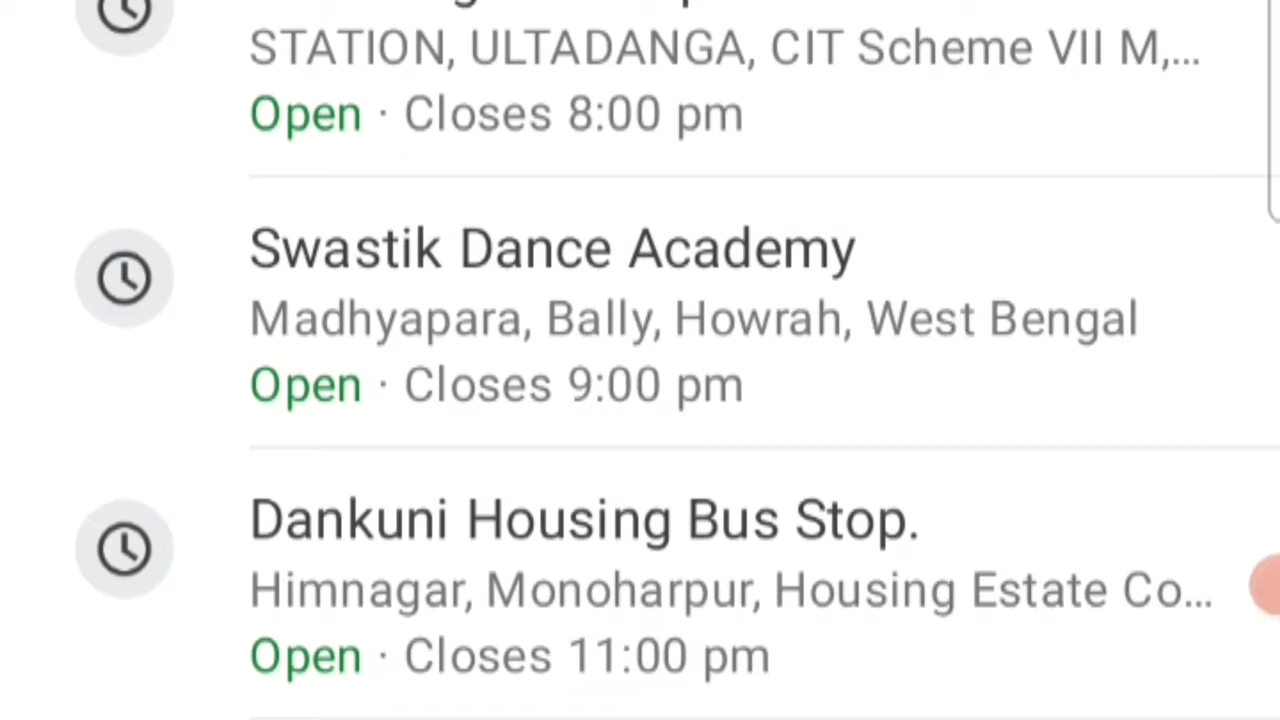 STATION, ULTADANGA, CIT Scheme VII M,...
Open · Closes 8:00 pm
Swastik Dance Academy
Madhyapara, Bally, Howrah, West Bengal
Open · Closes 9:00 pm
Dankuni Housing Bus Stop.
Himnagar, Monoharpur, Housing Estate Co...
Open · Closes 11:00 pm